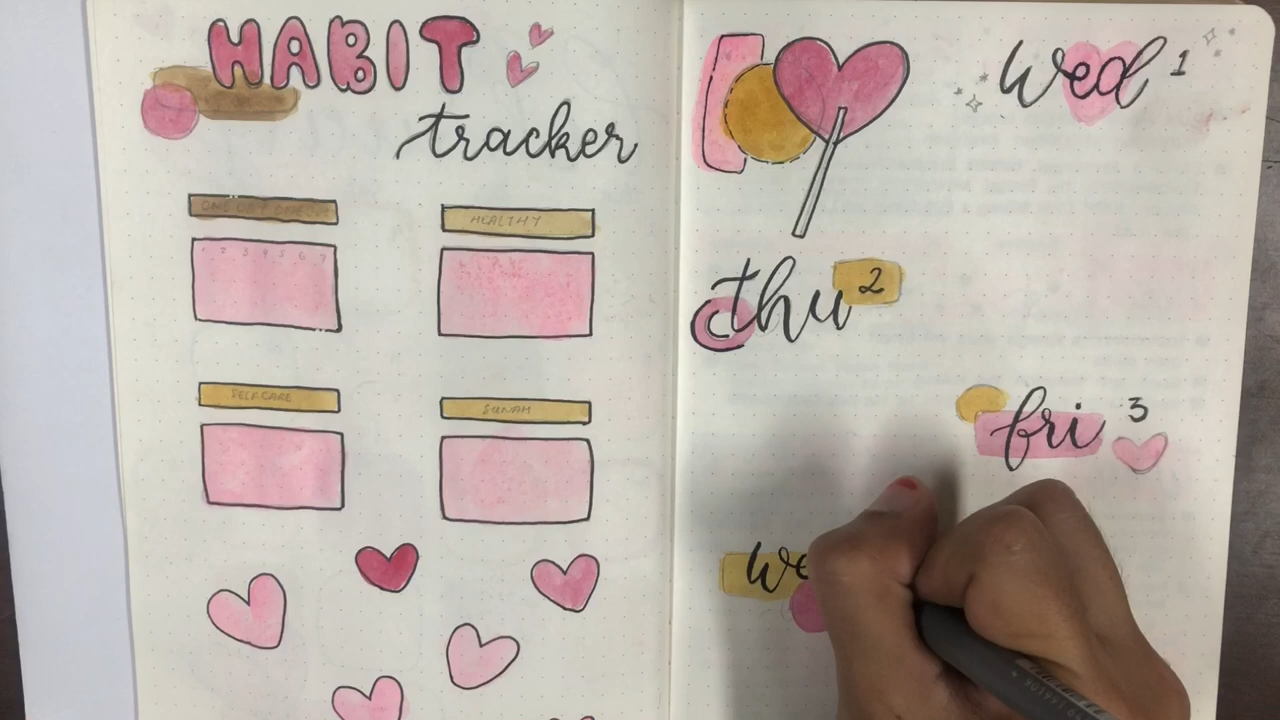 HABIT
tracker
ONE DAY ONE
HEALTHY
1 2 3 4 5 6 7
SELFCARE
SUNAH
Wed 1
thu 2
fri 3
we